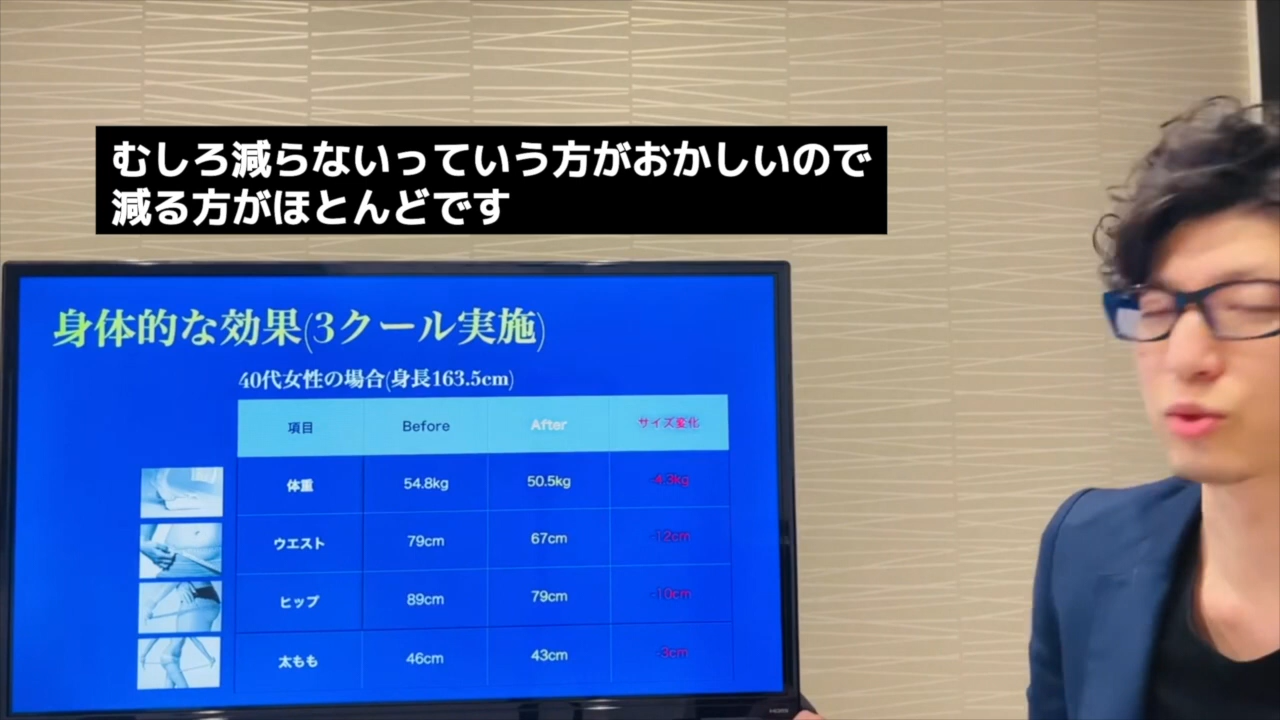 むしろ減らないっていう方がおかしいので
減る方がほとんどです
身体的な効果(3クール実施)
40代女性の場合(身長163.5cm)
項目 Before After サイズ変化
体重 54.8kg 50.5kg -4.3kg
ウエスト 79cm 67cm -12cm
ヒップ 89cm 79cm -10cm
太もも 46cm 43cm -3cm